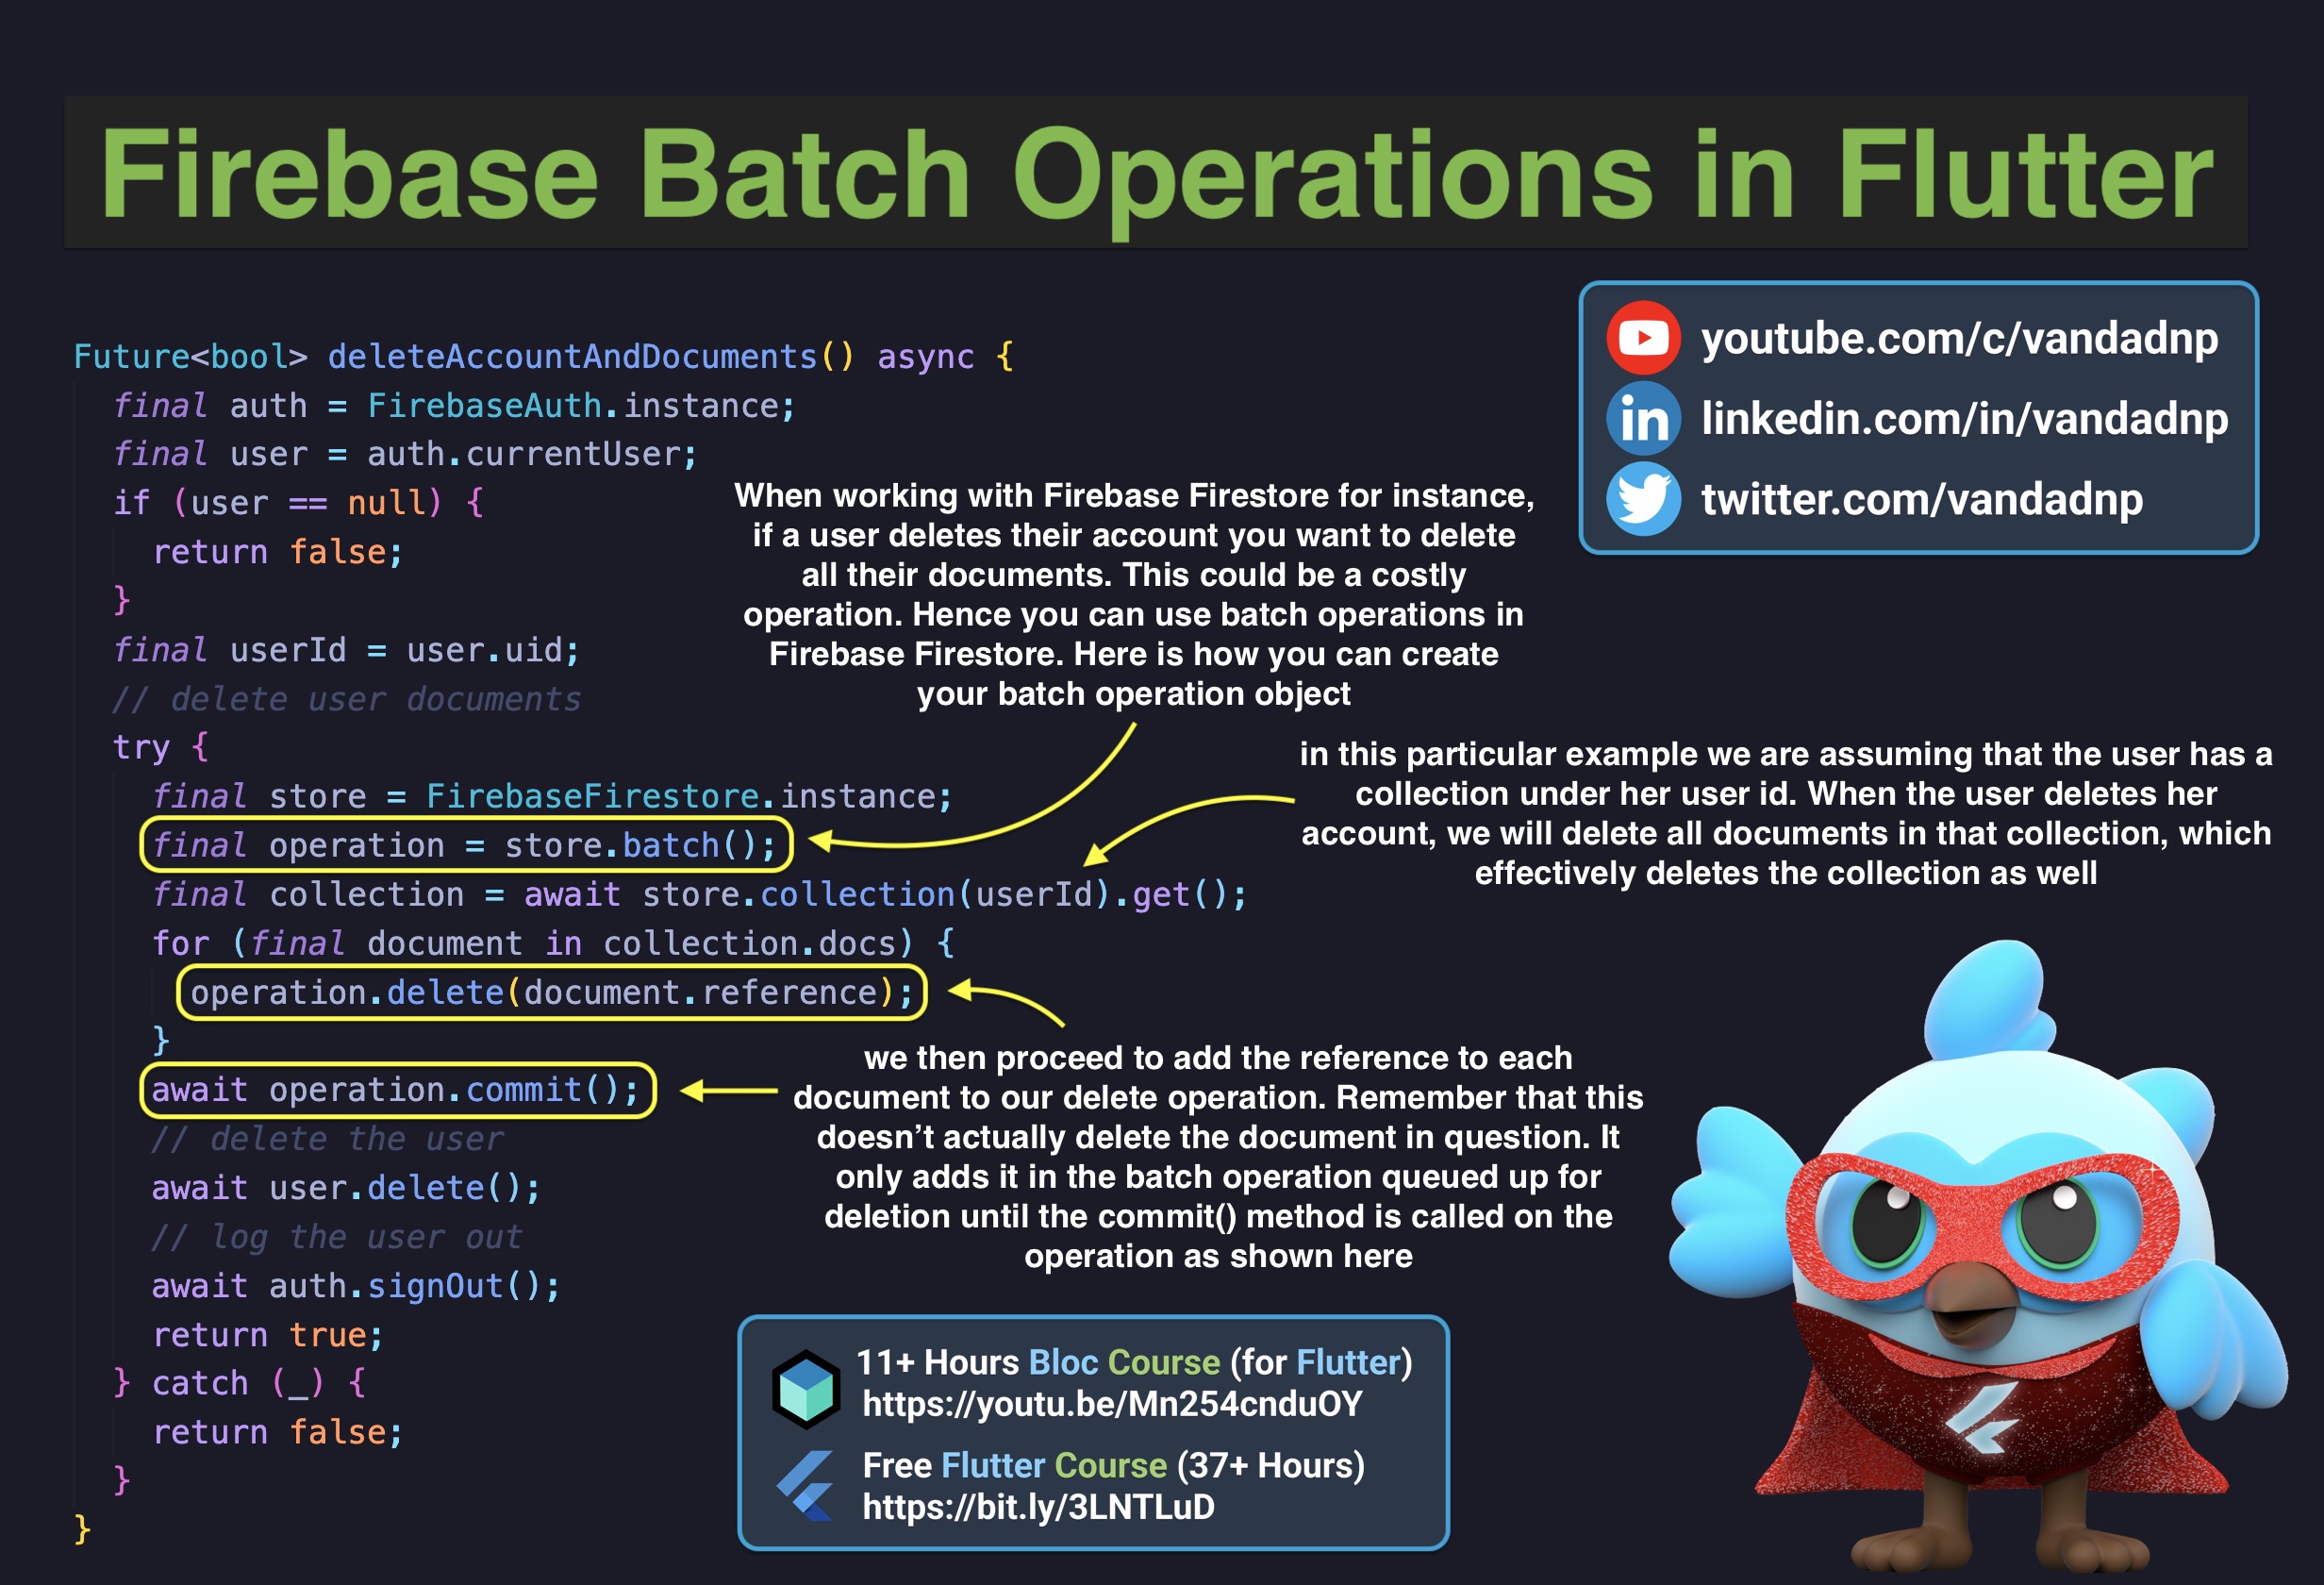 Firebase Batch Operations in Flutter
youtube.com/c/vandadnp
linkedin.com/in/vandadnp
twitter.com/vandadnp
Future<bool> deleteAccountAndDocuments() async {
  final auth = FirebaseAuth.instance;
  final user = auth.currentUser;
  if (user == null) {
    return false;
  }
  final userId = user.uid;
  // delete user documents
  try {
    final store = FirebaseFirestore.instance;
    final operation = store.batch();
    final collection = await store.collection(userId).get();
    for (final document in collection.docs) {
      operation.delete(document.reference);
    }
    await operation.commit();
    // delete the user
    await user.delete();
    // log the user out
    await auth.signOut();
    return true;
  } catch (_) {
    return false;
  }
}
When working with Firebase Firestore for instance,
if a user deletes their account you want to delete
all their documents. This could be a costly
operation. Hence you can use batch operations in
Firebase Firestore. Here is how you can create
your batch operation object
in this particular example we are assuming that the user has a
collection under her user id. When the user deletes her
account, we will delete all documents in that collection, which
effectively deletes the collection as well
we then proceed to add the reference to each
document to our delete operation. Remember that this
doesn't actually delete the document in question. It
only adds it in the batch operation queued up for
deletion until the commit() method is called on the
operation as shown here
11+ Hours Bloc Course (for Flutter)
https://youtu.be/Mn254cnduOY
Free Flutter Course (37+ Hours)
https://bit.ly/3LNTLuD